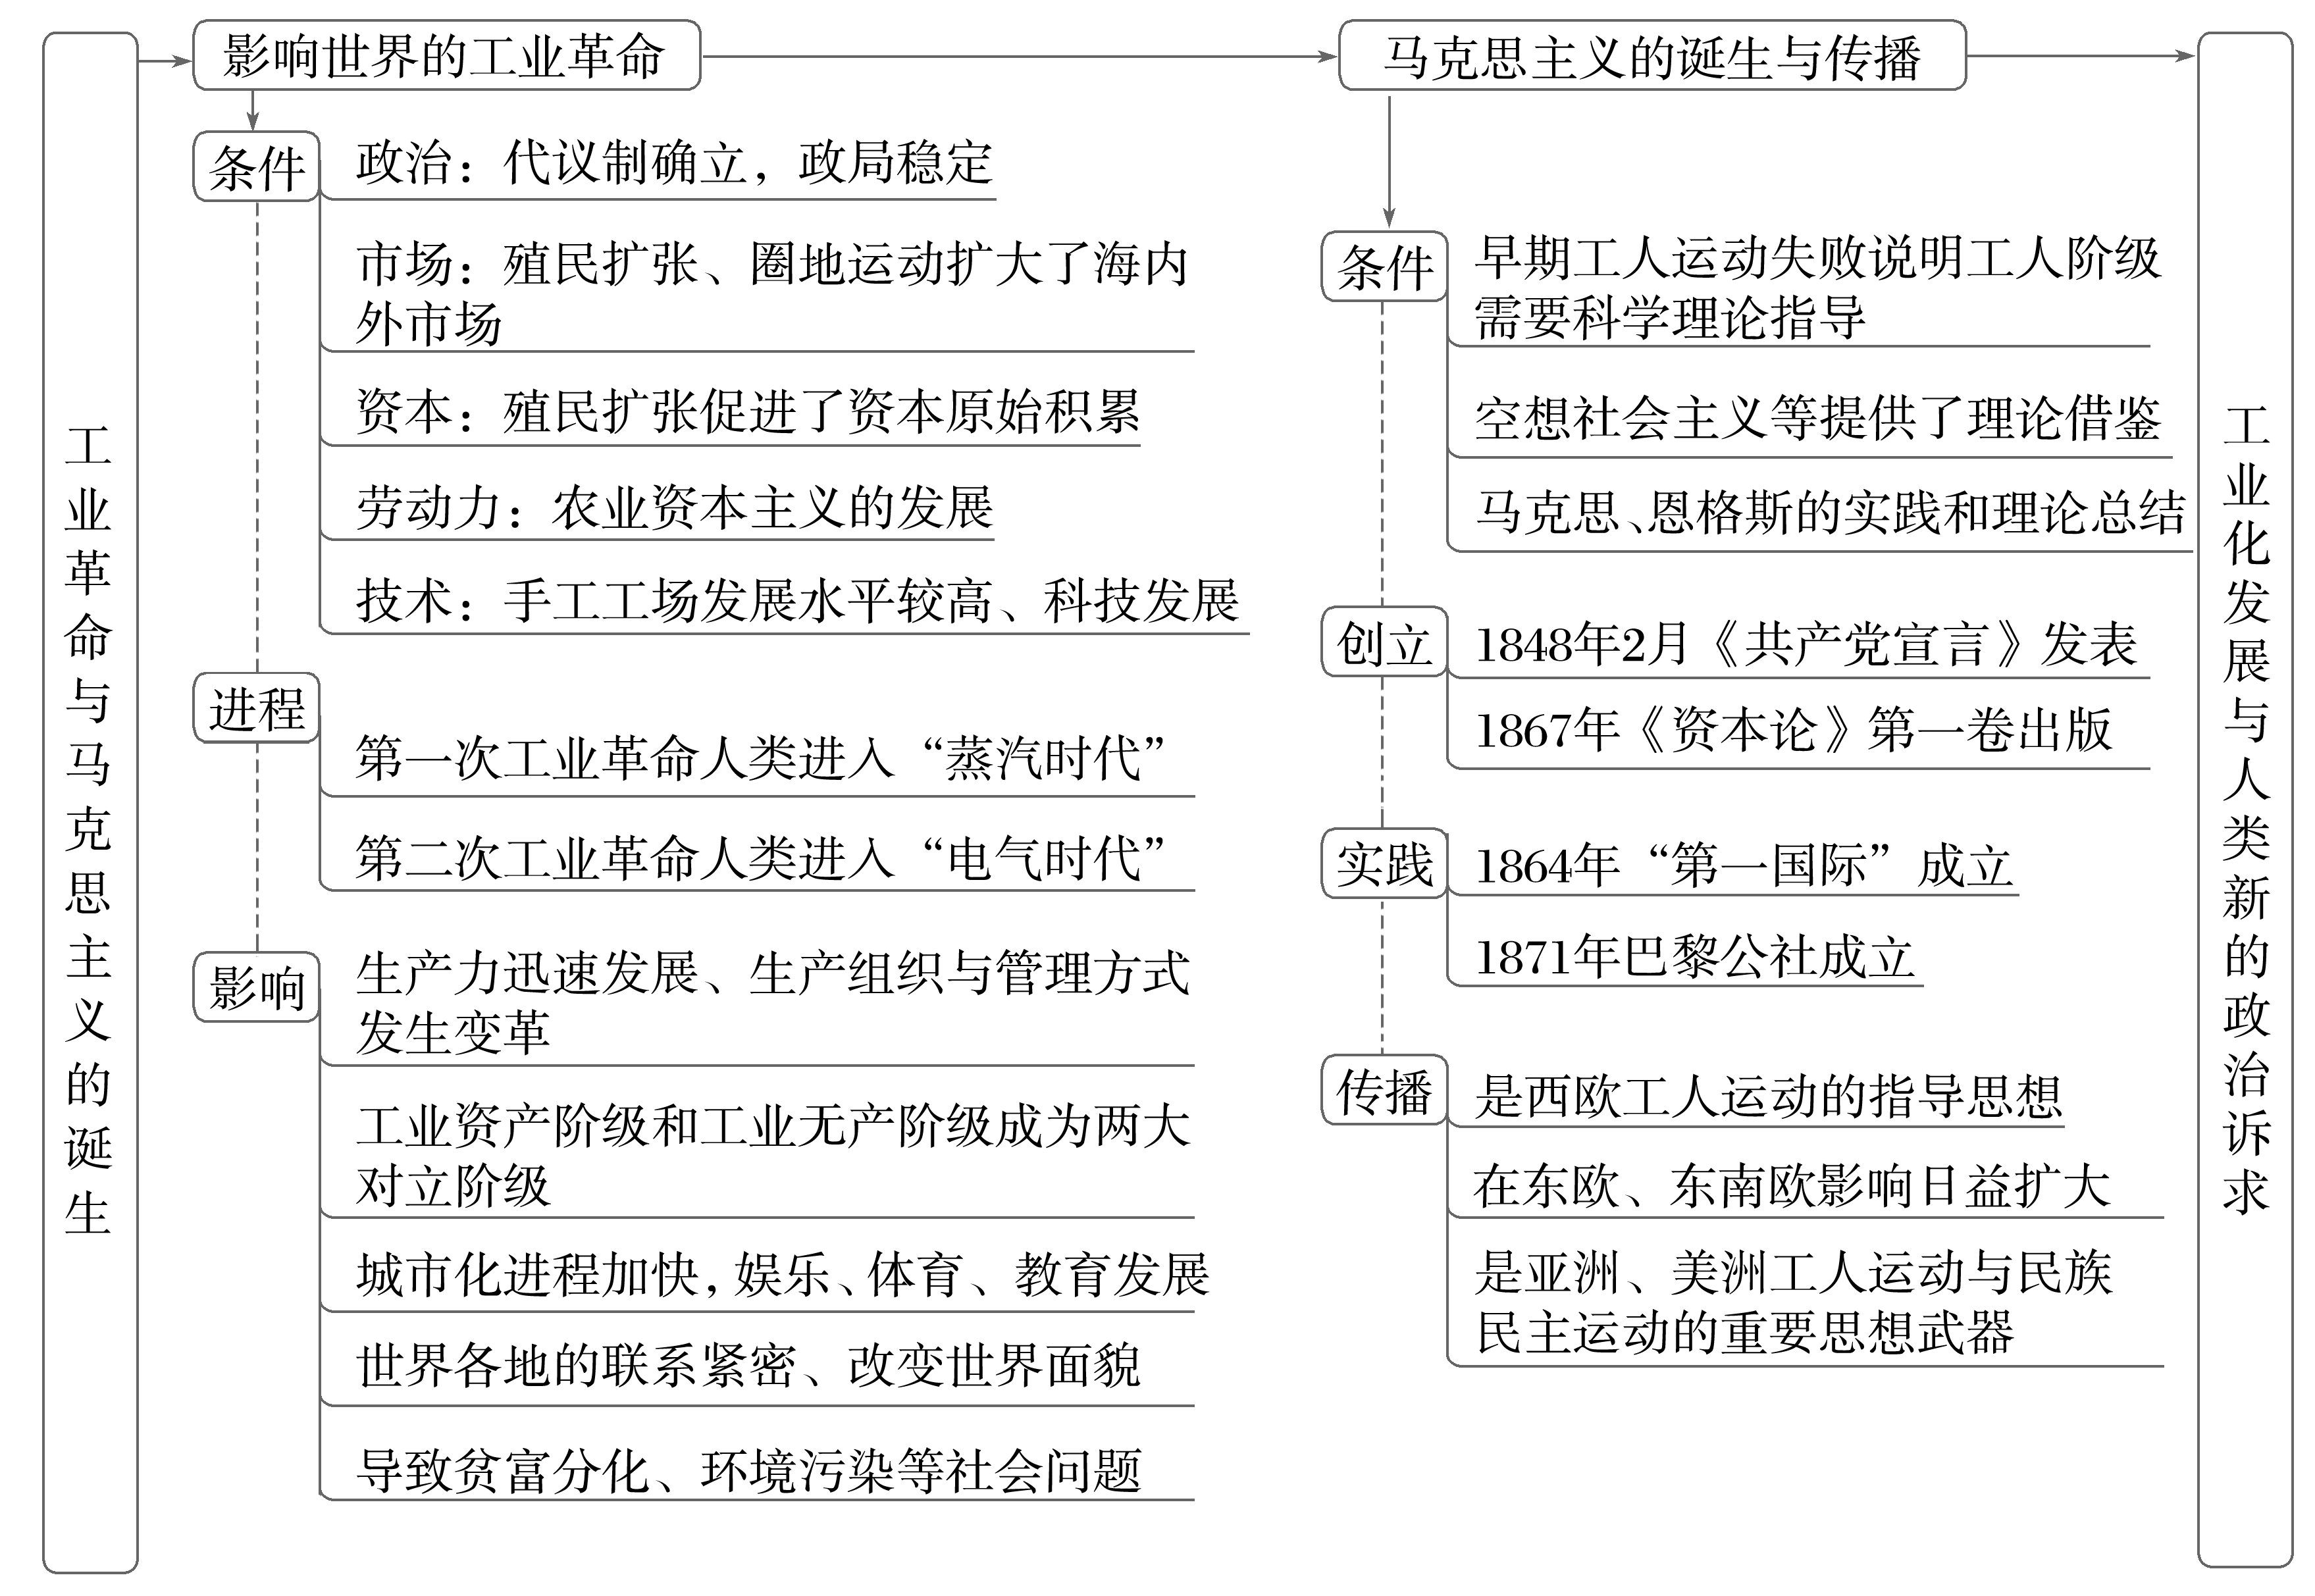 工业革命与马克思主义的诞生
影响世界的工业革命
条件
政治：代议制确立，政局稳定
市场：殖民扩张、圈地运动扩大了海内
外市场
资本：殖民扩张促进了资本原始积累
劳动力：农业资本主义的发展
技术：手工工场发展水平较高、科技发展
进程
第一次工业革命人类进入“蒸汽时代”
第二次工业革命人类进入“电气时代”
影响
生产力迅速发展、生产组织与管理方式
发生变革
工业资产阶级和工业无产阶级成为两大
对立阶级
城市化进程加快，娱乐、体育、教育发展
世界各地的联系紧密、改变世界面貌
导致贫富分化、环境污染等社会问题
马克思主义的诞生与传播
条件
早期工人运动失败说明工人阶级
需要科学理论指导
空想社会主义等提供了理论借鉴
马克思、恩格斯的实践和理论总结
创立
1848年2月《共产党宣言》发表
1867年《资本论》第一卷出版
实践
1864年“第一国际”成立
1871年巴黎公社成立
传播
是西欧工人运动的指导思想
在东欧、东南欧影响日益扩大
是亚洲、美洲工人运动与民族
民主运动的重要思想武器
工业化发展与人类新的政治诉求